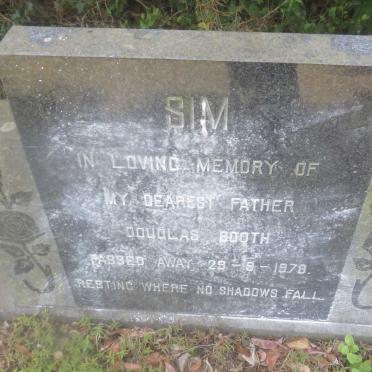 SIM
IN LOVING MEMORY OF
MY DEAREST FATHER
DOUGLAS BOOTH
PASSED AWAY 29-9-1978.
RESTING WHERE NO SHADOWS FALL